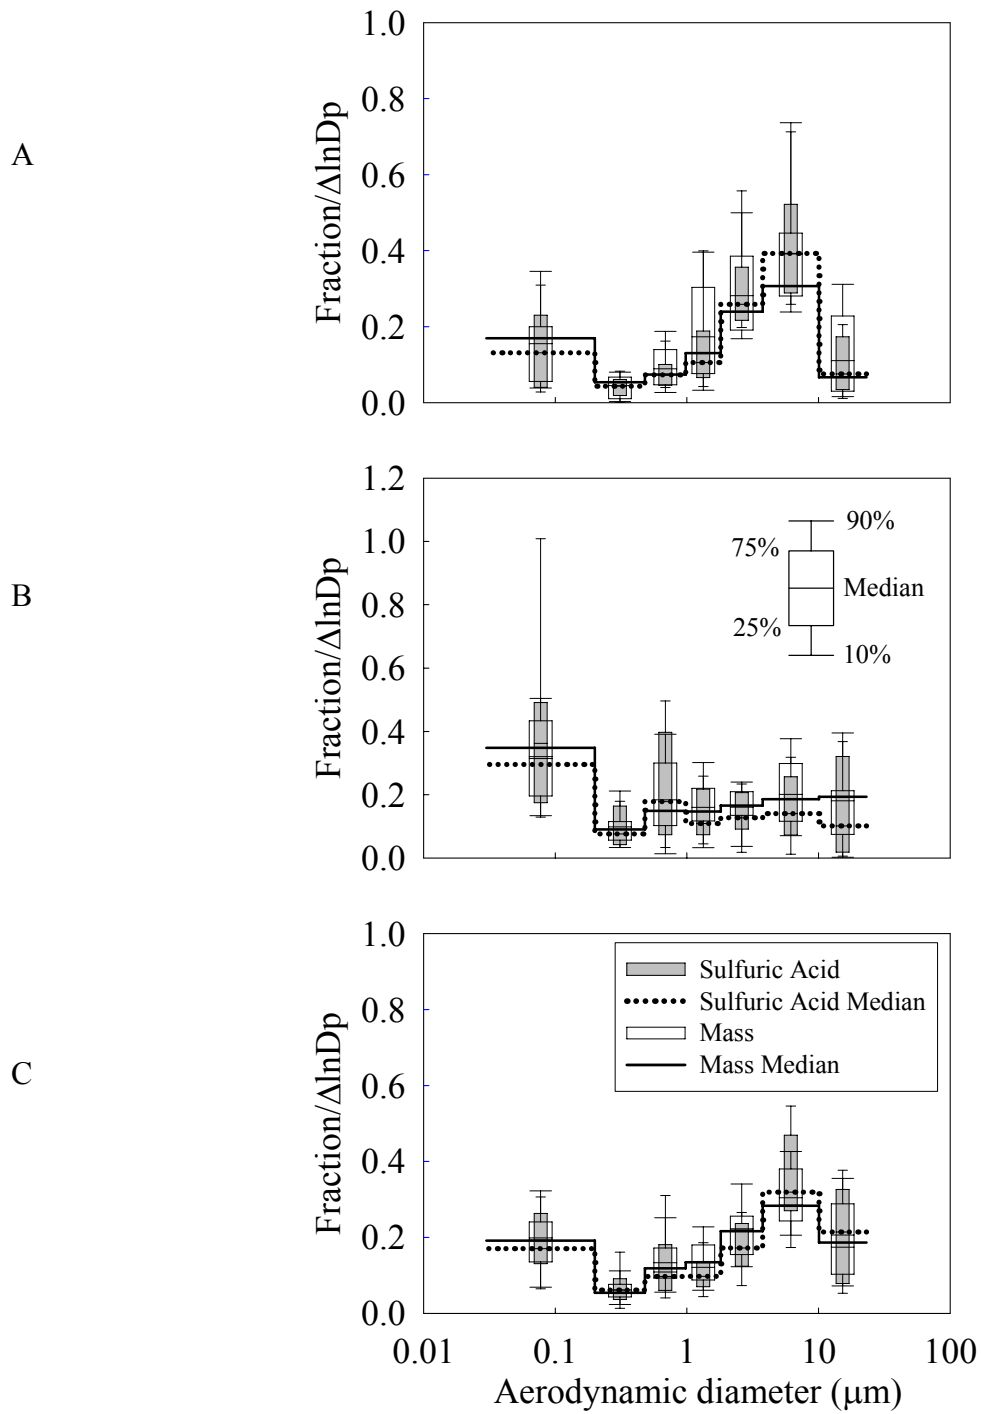 A
1.0
0.8
0.6
0.4
0.2
0.0
Fraction/ΔlnDp
B
1.2
1.0
0.8
0.6
0.4
0.2
0.0
Fraction/ΔlnDp
90%
75%
Median
25%
10%
C
1.0
0.8
0.6
0.4
0.2
0.0
Fraction/ΔlnDp
Sulfuric Acid
Sulfuric Acid Median
Mass
Mass Median
0.01 0.1 1 10 100
Aerodynamic diameter (μm)